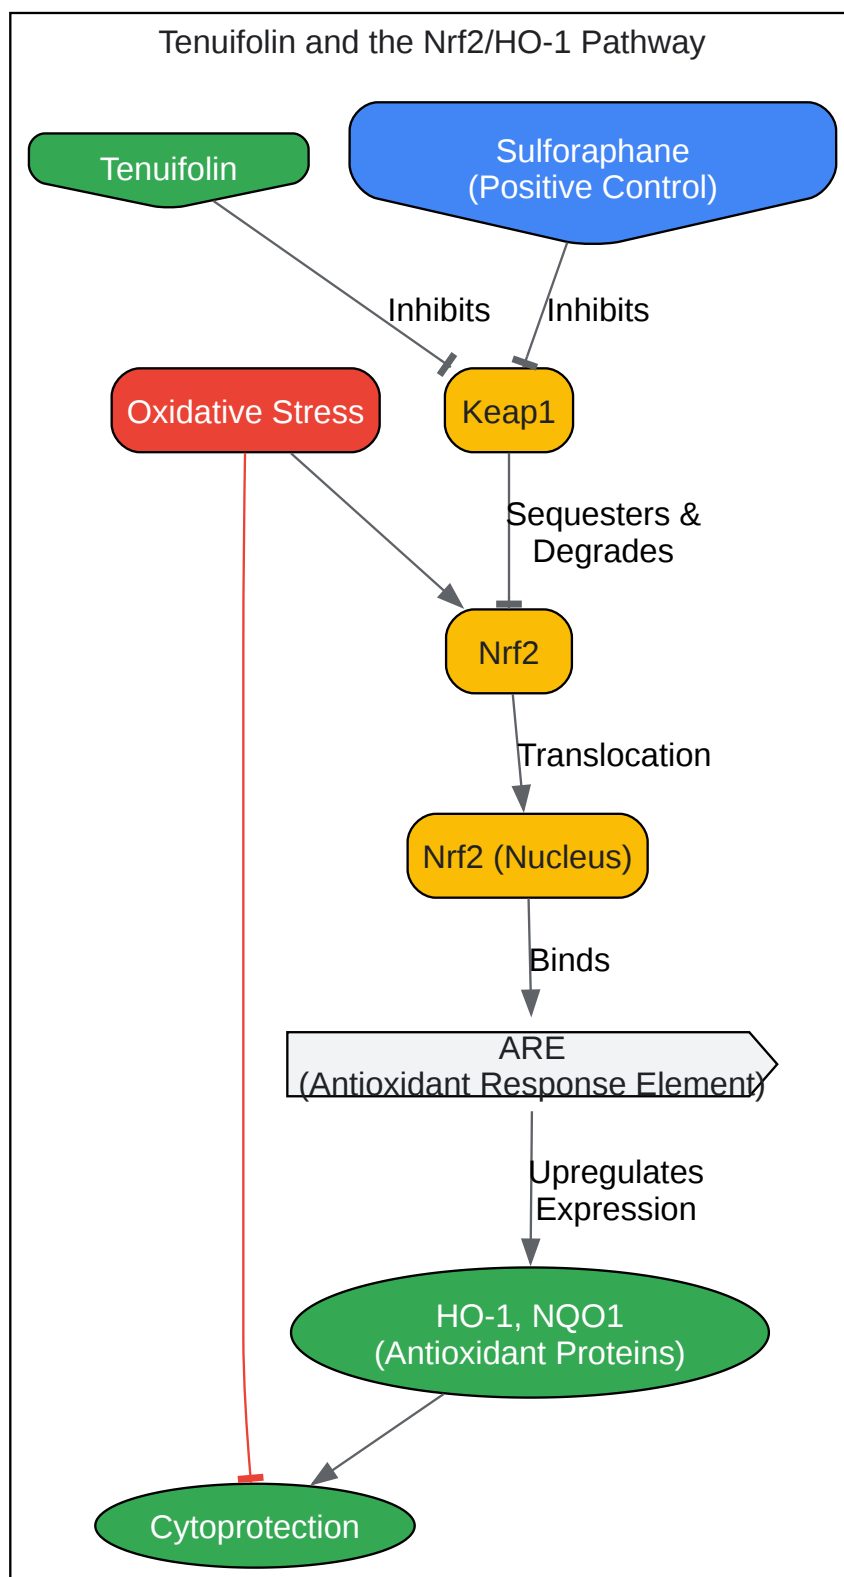 Tenuifolin and the Nrf2/HO-1 Pathway
Tenuifolin
Sulforaphane
(Positive Control)
Inhibits
Inhibits
Oxidative Stress
Keap1
Sequesters &
Degrades
Nrf2
Translocation
Nrf2 (Nucleus)
Binds
ARE
(Antioxidant Response Element)
Upregulates
Expression
HO-1, NQO1
(Antioxidant Proteins)
Cytoprotection